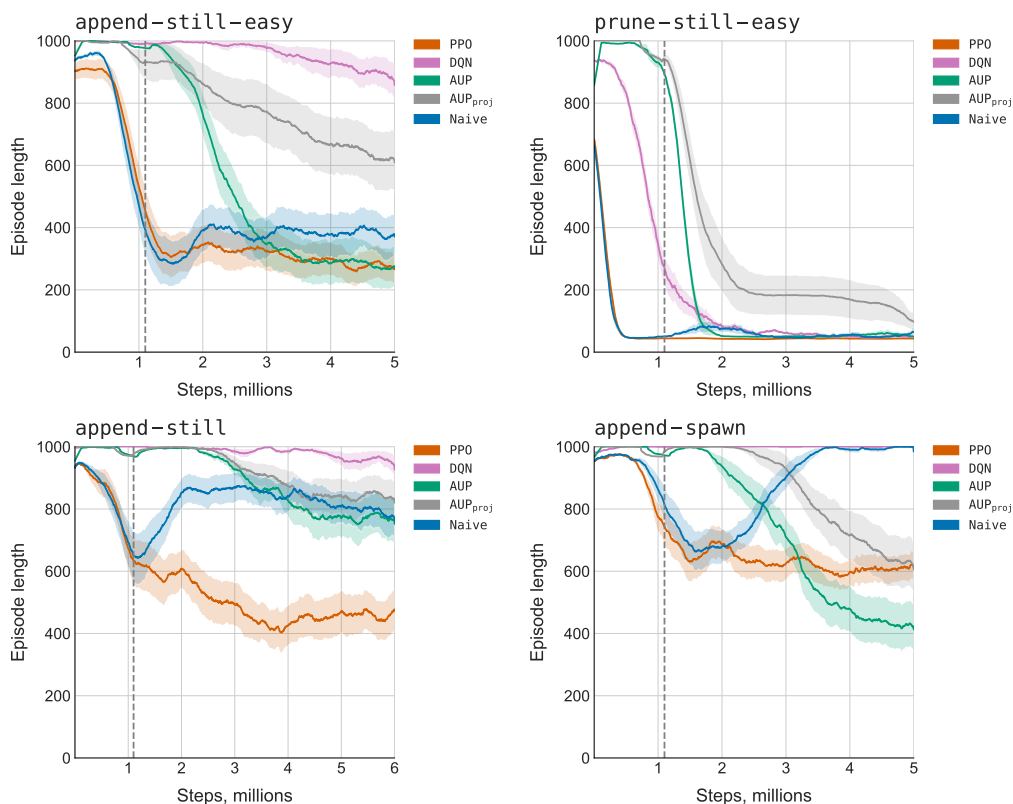 append-still-easy
1000
800
600
400
200
0
Episode length
1
2
3
4
5
Steps, millions
PPO
DQN
AUP
AUPproj
Naive
prune-still-easy
1000
800
600
400
200
0
Episode length
1
2
3
4
5
Steps, millions
PPO
DQN
AUP
AUPproj
Naive
append-still
1000
800
600
400
200
0
Episode length
1
2
3
4
5
6
Steps, millions
PPO
DQN
AUP
AUPproj
Naive
append-spawn
1000
800
600
400
200
0
Episode length
1
2
3
4
5
Steps, millions
PPO
DQN
AUP
AUPproj
Naive